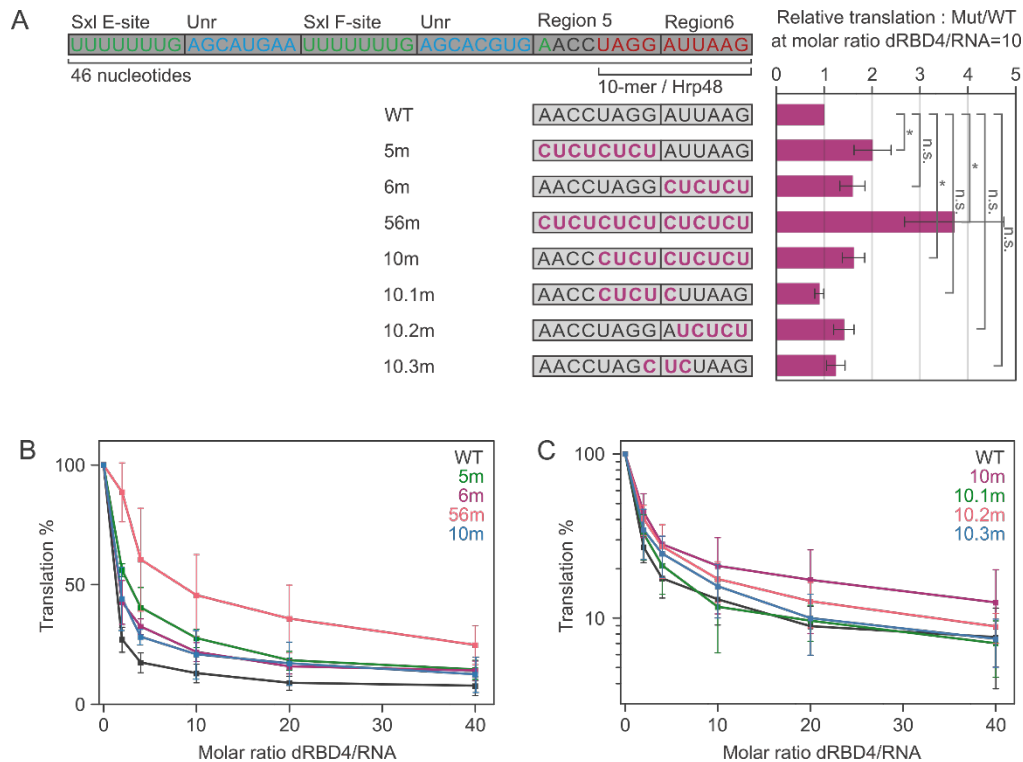 A
Sxl E-site Unr Sxl F-site Unr Region 5 Region6
UUUUUUUG AGCAUGAA UUUUUUUG AGCACGUG AACCUAGG AUUAAG
46 nucleotides
10-mer / Hrp48
Relative translation : Mut/WT
at molar ratio dRBD4/RNA=10
0 1 2 3 4 5
WT AACCUAGG AUUAAG
5m CUCUCUCU AUUAAG
6m AACCUAGG CUCUCU
56m CUCUCUCU CUCUCU
10m AACCCUCU CUCUCU
10.1m AACCCUCU CUUAAG
10.2m AACCUAGG AUCUCU
10.3m AACCUAGC UCUAAG
*
n.s.
*
n.s.
*
n.s.
n.s.
B
Translation %
100
50
0
0 10 20 30 40
Molar ratio dRBD4/RNA
WT
5m
6m
56m
10m
C
Translation %
100
10
0 10 20 30 40
Molar ratio dRBD4/RNA
WT
10m
10.1m
10.2m
10.3m